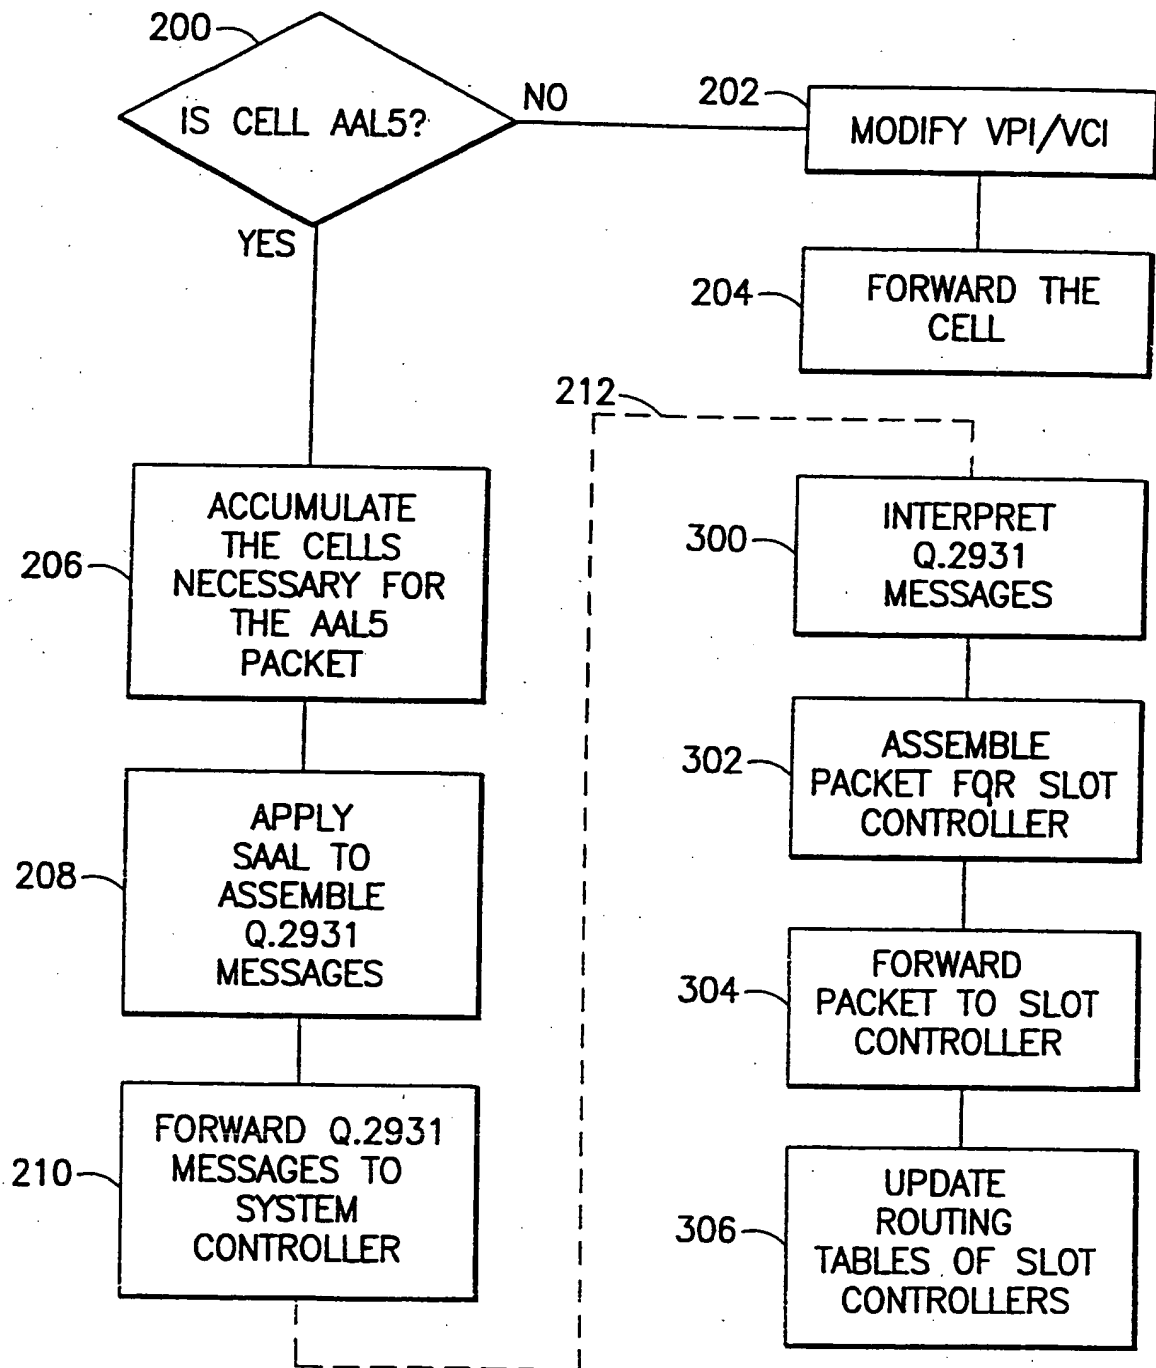 200
IS CELL AAL5?
NO
YES
202
MODIFY VPI/VCI
204
FORWARD THE
CELL
206
ACCUMULATE
THE CELLS
NECESSARY FOR
THE AAL5
PACKET
208
APPLY
SAAL TO
ASSEMBLE
Q.2931
MESSAGES
210
FORWARD Q.2931
MESSAGES TO
SYSTEM
CONTROLLER
212
300
INTERPRET
Q.2931
MESSAGES
302
ASSEMBLE
PACKET FOR SLOT
CONTROLLER
304
FORWARD
PACKET TO SLOT
CONTROLLER
306
UPDATE
ROUTING
TABLES OF SLOT
CONTROLLERS